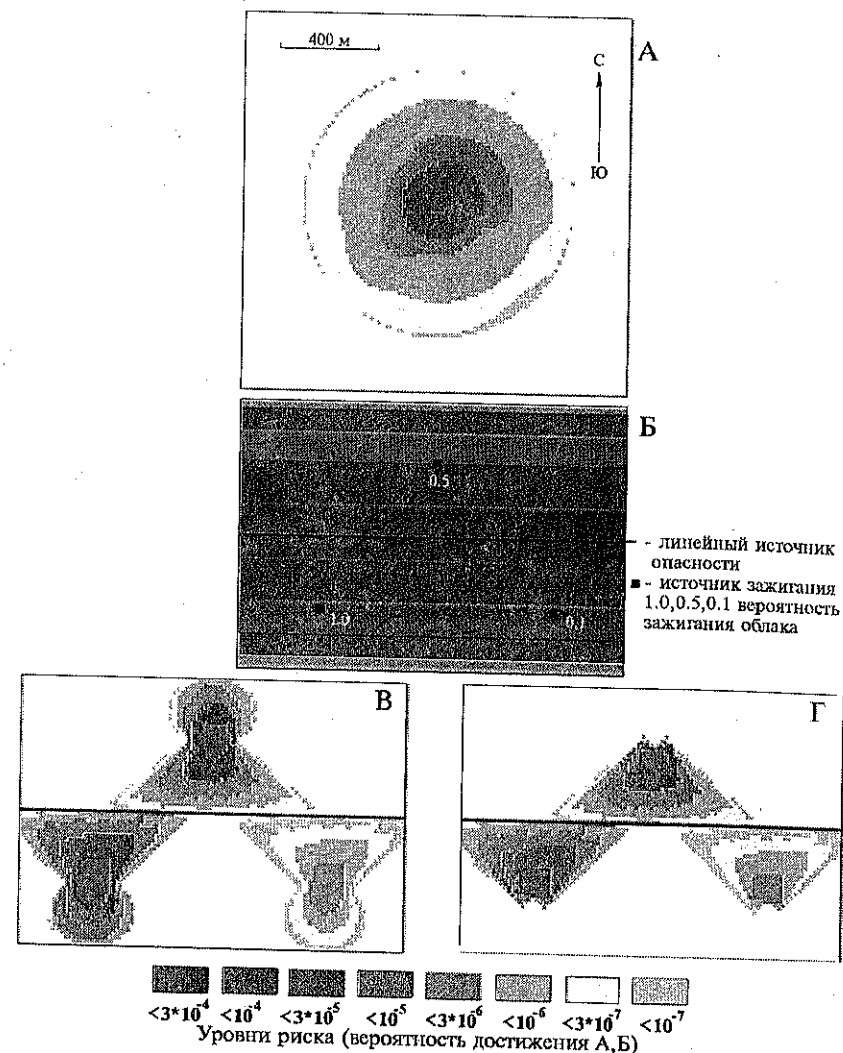 400 м
А
С
Ю
Б
0.5
- линейный источник
опасности
- источник зажигания
1.0,0.5,0.1 вероятность
зажигания облака
1.0
0.1
В
Г
<3*10⁻⁴ <10⁻⁴ <3*10⁻⁵ <10⁻⁵ <3*10⁻⁶ <10⁻⁶ <3*10⁻⁷ <10⁻⁷
Уровни риска (вероятность достижения А,Б)